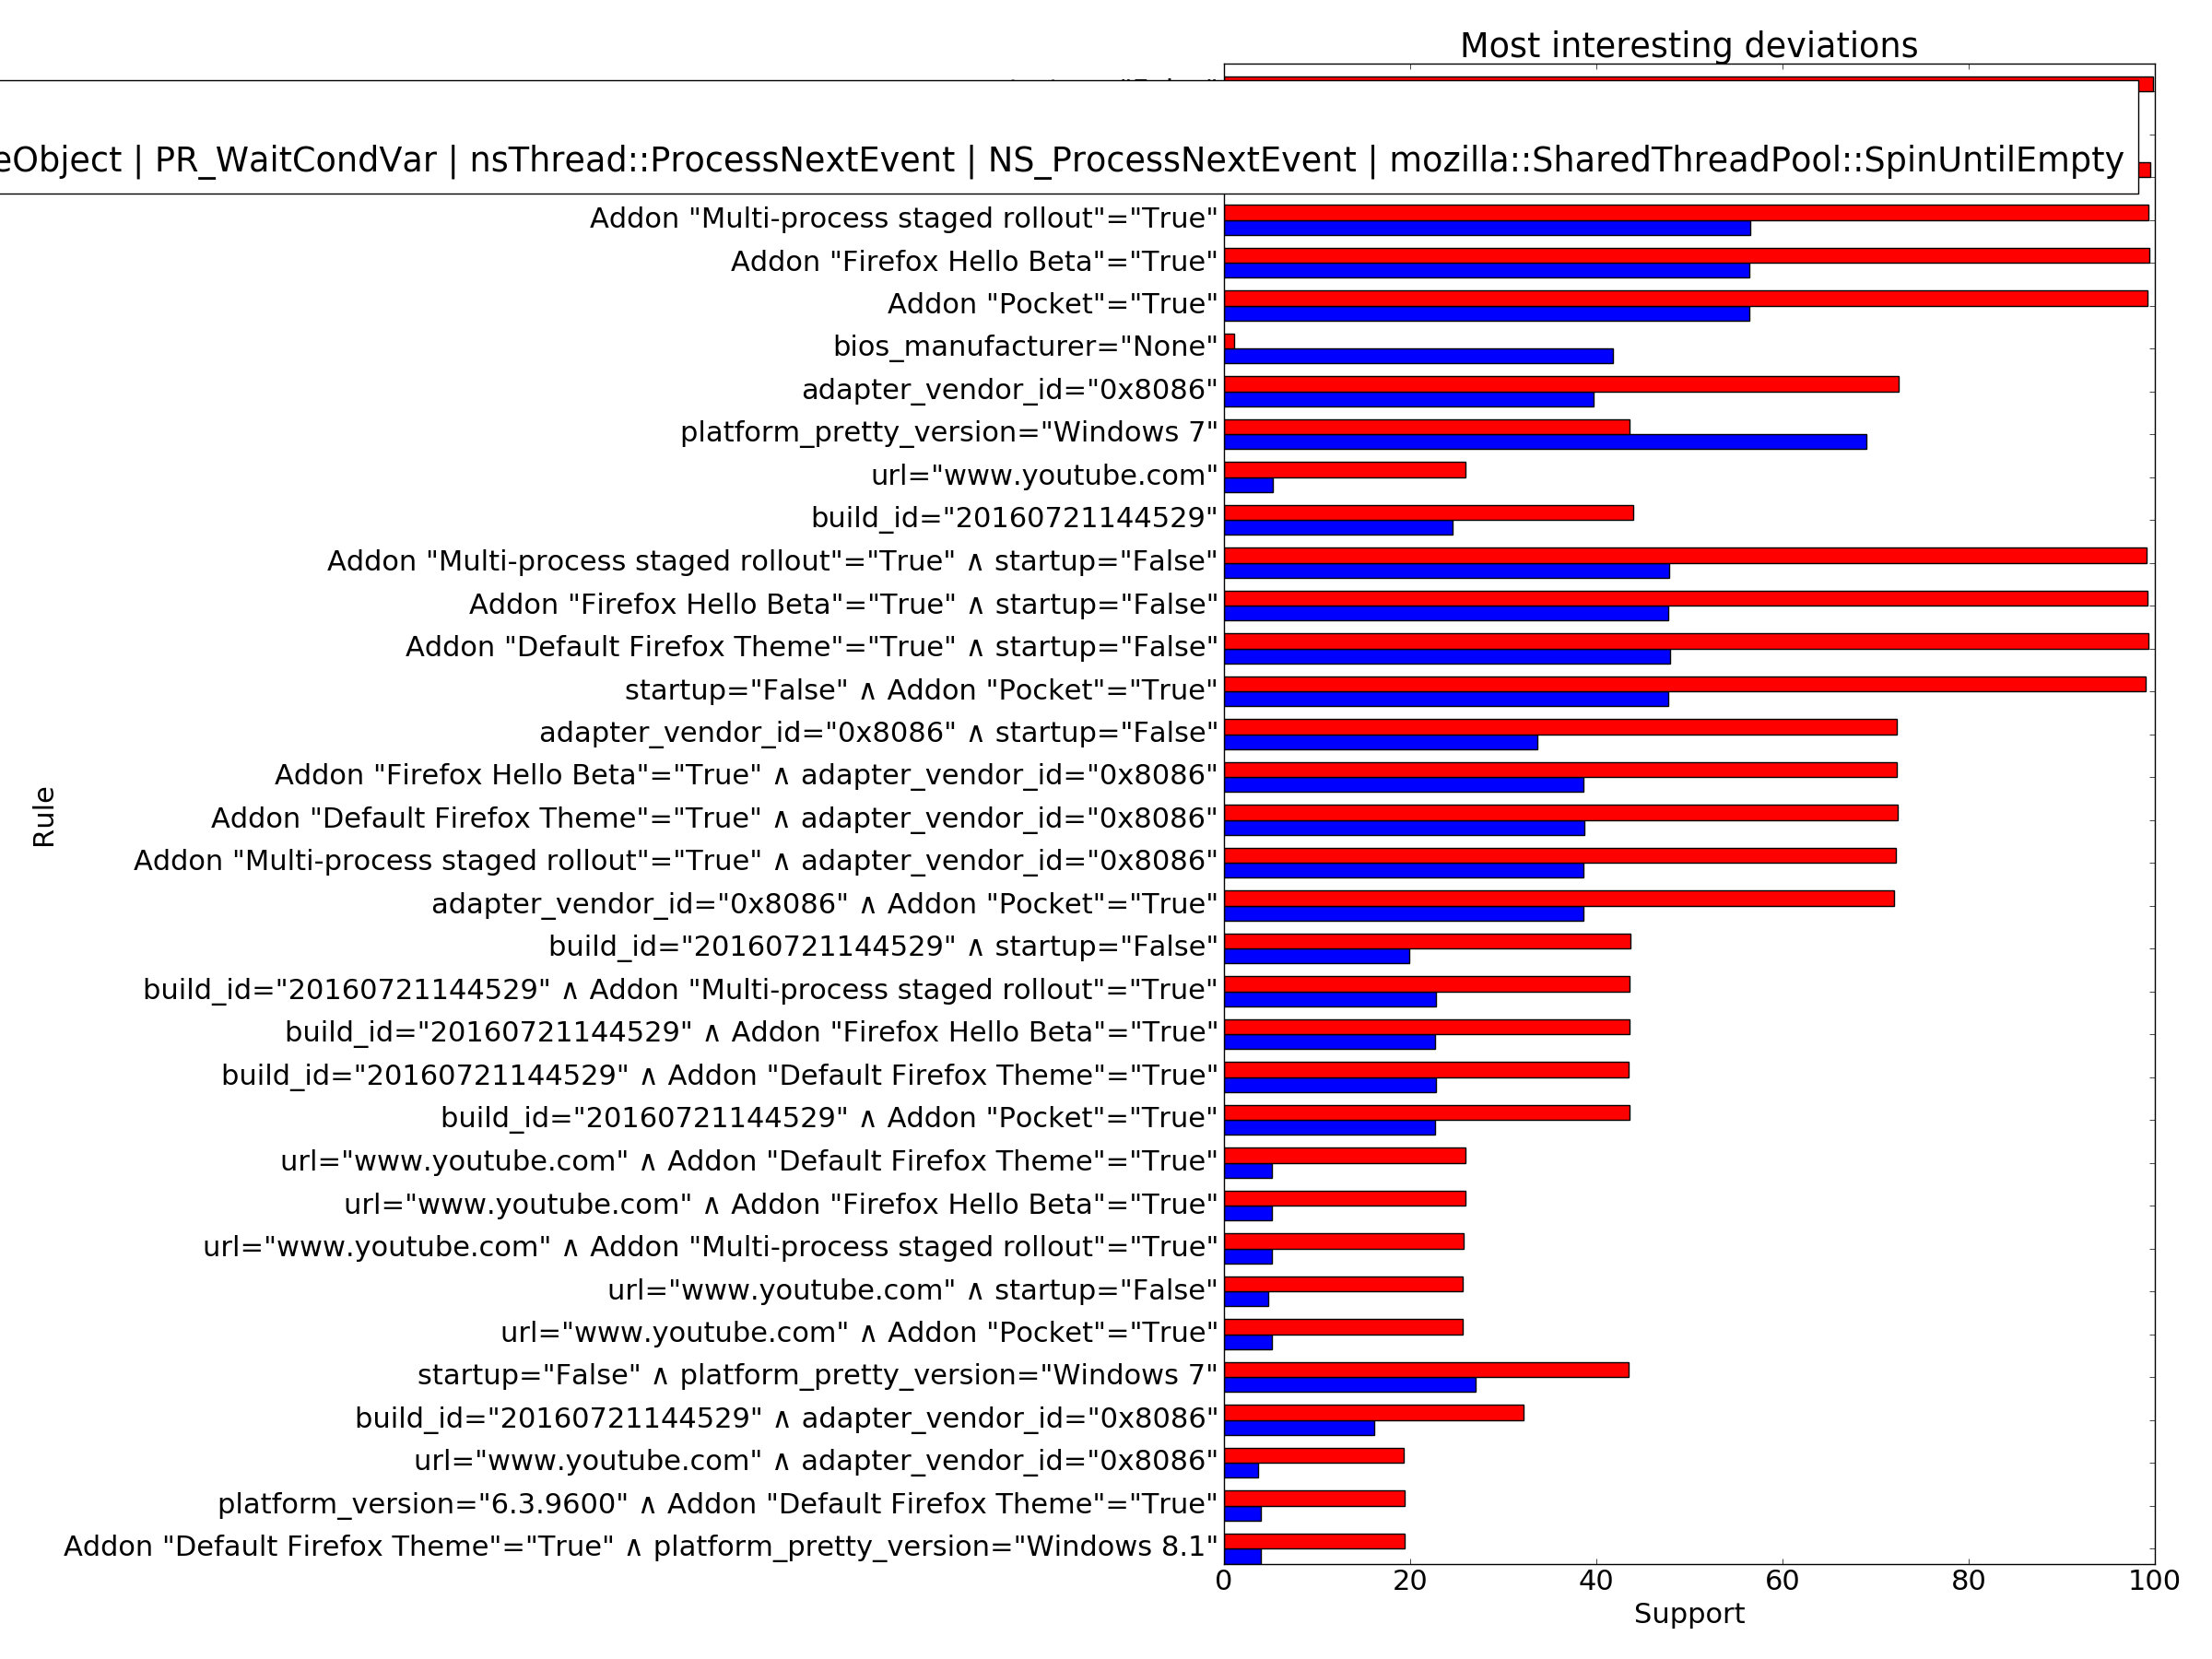 Most interesting deviations
eObject | PR_WaitCondVar | nsThread::ProcessNextEvent | NS_ProcessNextEvent | mozilla::SharedThreadPool::SpinUntilEmpty
Addon "Multi-process staged rollout"="True"
Addon "Firefox Hello Beta"="True"
Addon "Pocket"="True"
bios_manufacturer="None"
adapter_vendor_id="0x8086"
platform_pretty_version="Windows 7"
url="www.youtube.com"
build_id="20160721144529"
Addon "Multi-process staged rollout"="True" ∧ startup="False"
Addon "Firefox Hello Beta"="True" ∧ startup="False"
Addon "Default Firefox Theme"="True" ∧ startup="False"
startup="False" ∧ Addon "Pocket"="True"
adapter_vendor_id="0x8086" ∧ startup="False"
Addon "Firefox Hello Beta"="True" ∧ adapter_vendor_id="0x8086"
Addon "Default Firefox Theme"="True" ∧ adapter_vendor_id="0x8086"
Addon "Multi-process staged rollout"="True" ∧ adapter_vendor_id="0x8086"
adapter_vendor_id="0x8086" ∧ Addon "Pocket"="True"
build_id="20160721144529" ∧ startup="False"
build_id="20160721144529" ∧ Addon "Multi-process staged rollout"="True"
build_id="20160721144529" ∧ Addon "Firefox Hello Beta"="True"
build_id="20160721144529" ∧ Addon "Default Firefox Theme"="True"
build_id="20160721144529" ∧ Addon "Pocket"="True"
url="www.youtube.com" ∧ Addon "Default Firefox Theme"="True"
url="www.youtube.com" ∧ Addon "Firefox Hello Beta"="True"
url="www.youtube.com" ∧ Addon "Multi-process staged rollout"="True"
url="www.youtube.com" ∧ startup="False"
url="www.youtube.com" ∧ Addon "Pocket"="True"
startup="False" ∧ platform_pretty_version="Windows 7"
build_id="20160721144529" ∧ adapter_vendor_id="0x8086"
url="www.youtube.com" ∧ adapter_vendor_id="0x8086"
platform_version="6.3.9600" ∧ Addon "Default Firefox Theme"="True"
Addon "Default Firefox Theme"="True" ∧ platform_pretty_version="Windows 8.1"
Rule
0 20 40 60 80 100
Support